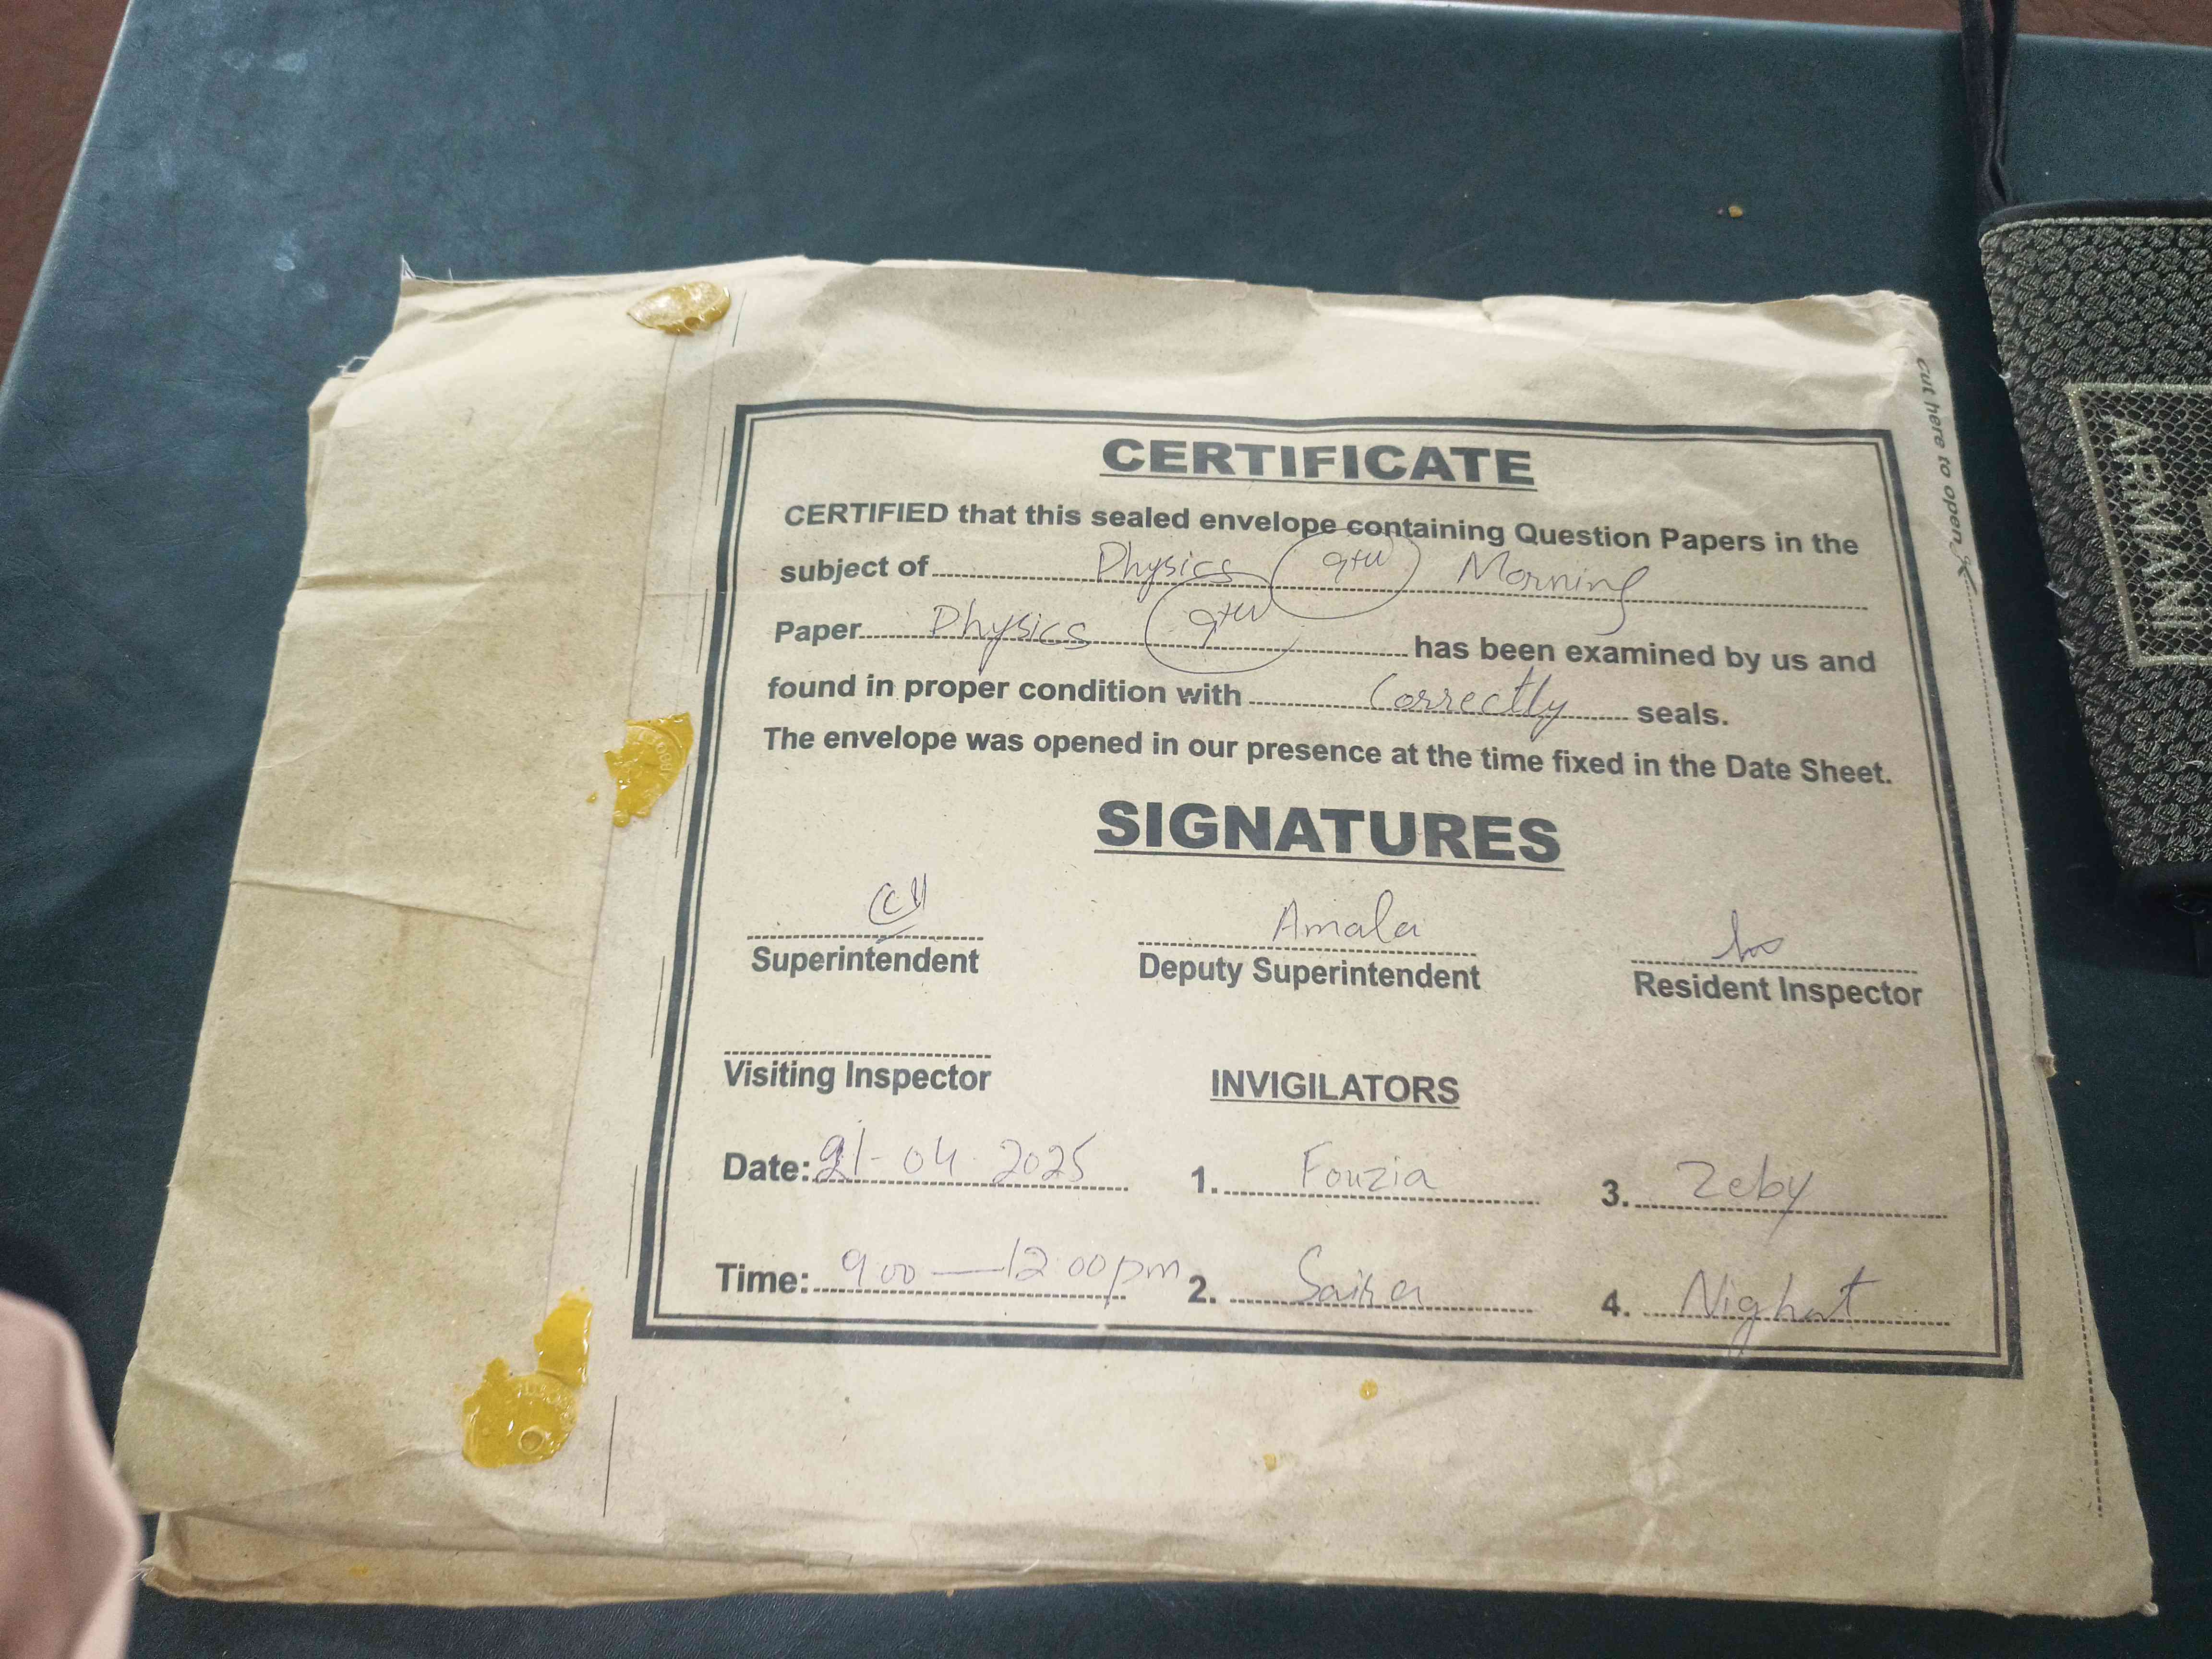 CERTIFICATE
CERTIFIED that this sealed envelope containing Question Papers in the
subject of Physics 9th Morning
Paper Physics 9th has been examined by us and
found in proper condition with Correctly seals.
The envelope was opened in our presence at the time fixed in the Date Sheet.
SIGNATURES
Amala
Superintendent Deputy Superintendent Resident Inspector
Visiting Inspector INVIGILATORS
Date: 21-04-2025 1. Fouzia 3. Zeby
Time: 9 00 — 12 00 pm 2. Saika 4. Nighat
cut here to open
ARMANI